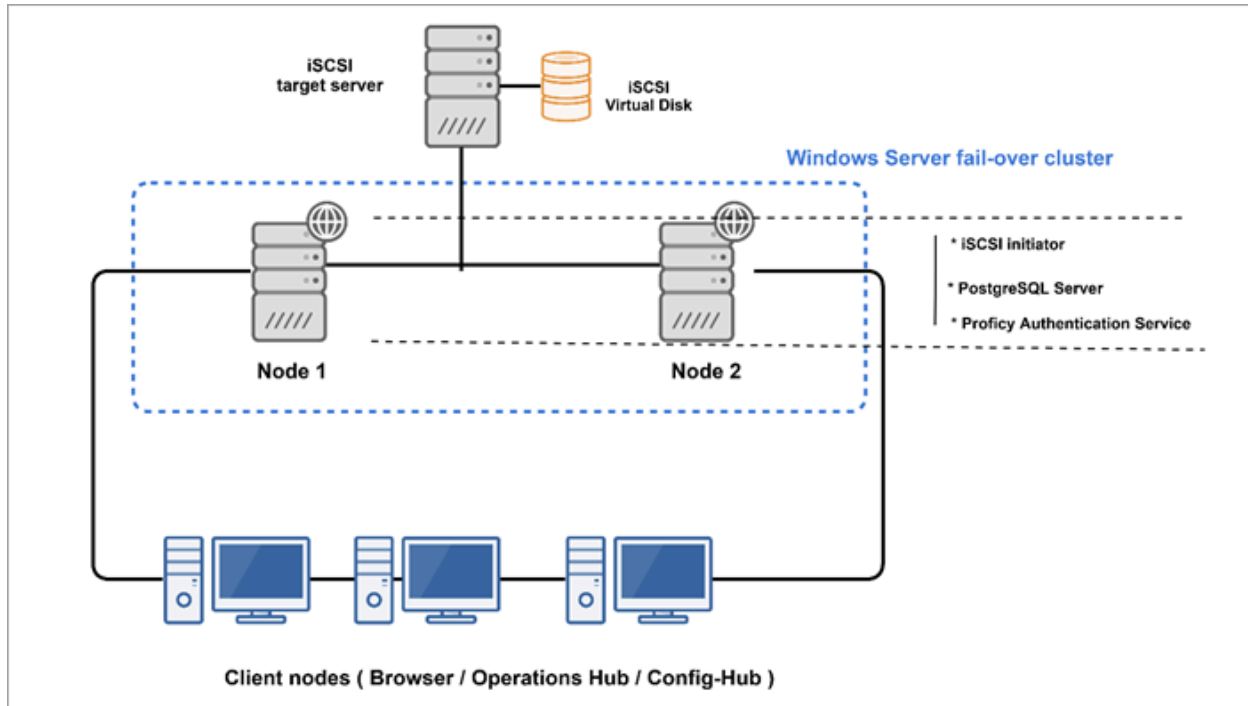 iSCSI
target server
iSCSI
Virtual Disk
Windows Server fail-over cluster
* iSCSI initiator
* PostgreSQL Server
* Proficy Authentication Service
Node 1
Node 2
Client nodes ( Browser / Operations Hub / Config-Hub )